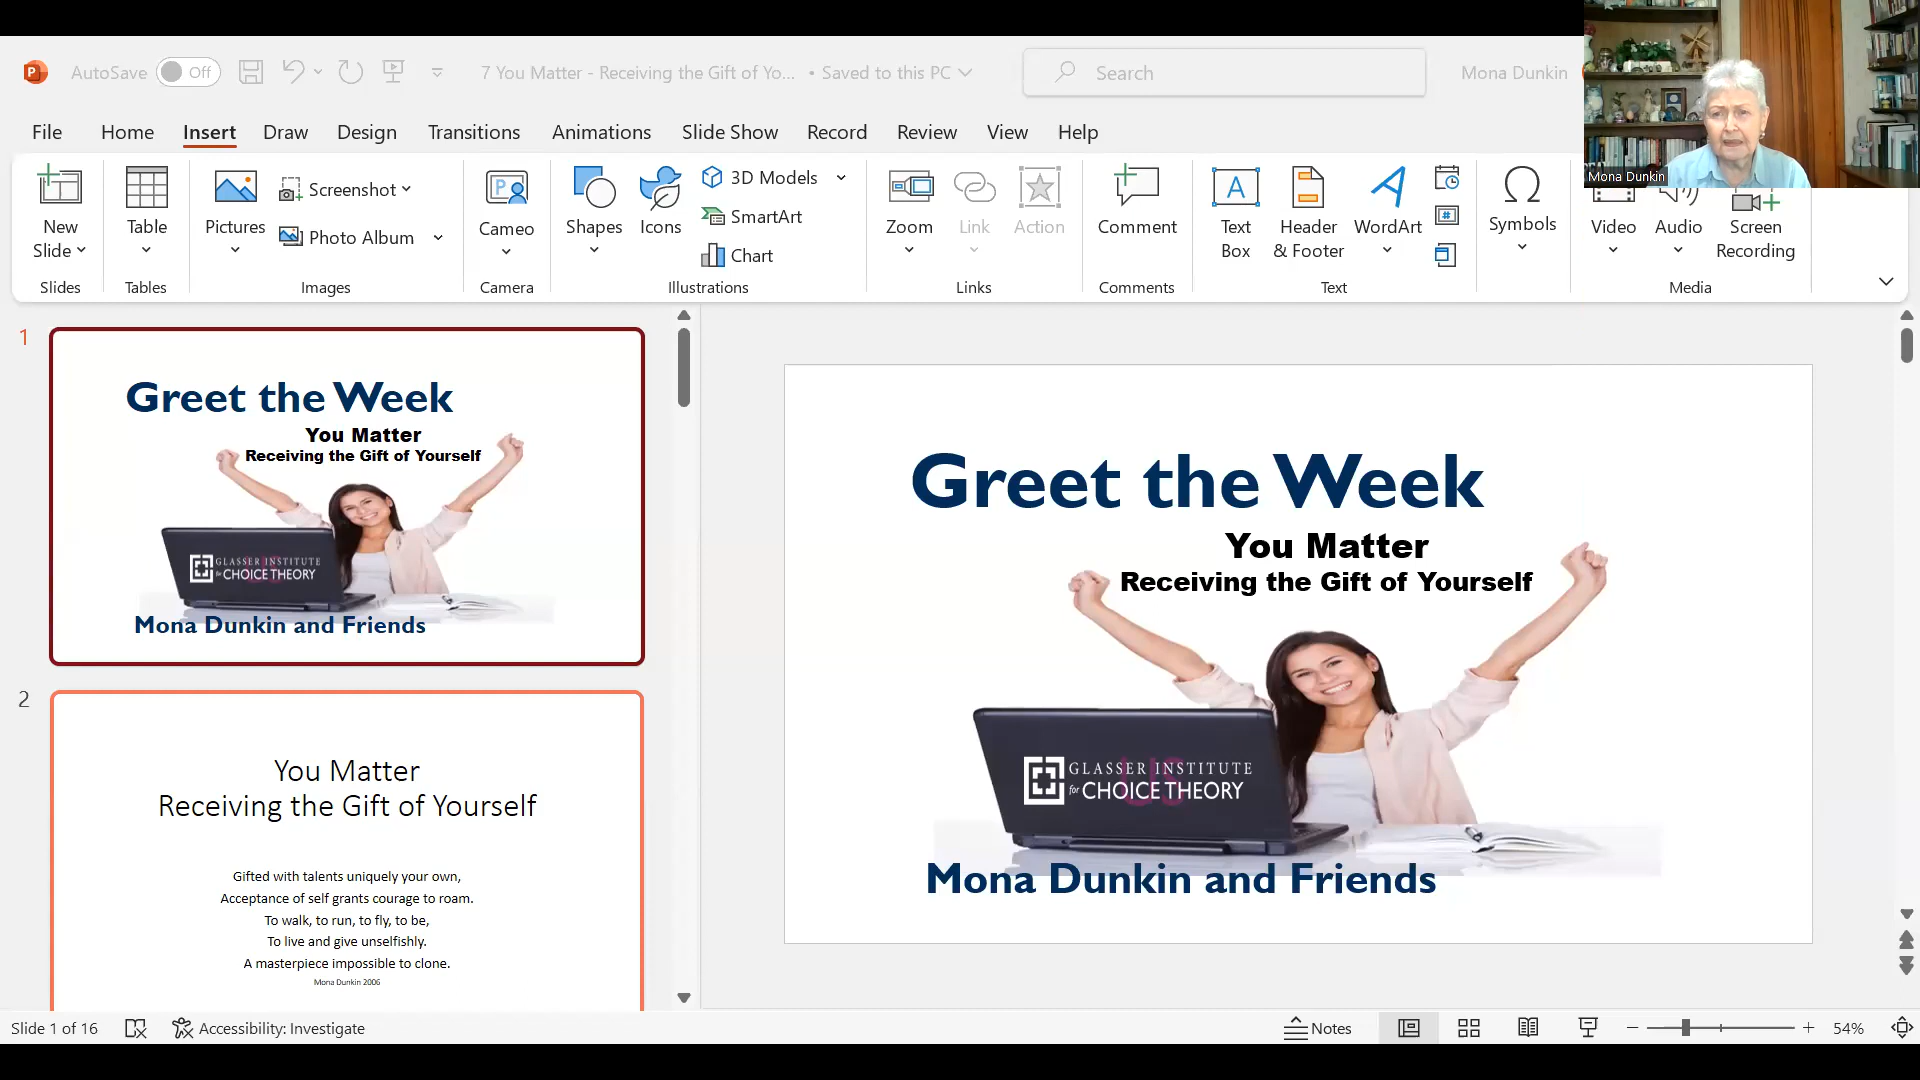 AutoSave Off 7 You Matter - Receiving the Gift of Yo... • Saved to this PC Search Mona Dunkin
File Home Insert Draw Design Transitions Animations Slide Show Record Review View Help
New Slide
Table
Pictures
Screenshot
Photo Album
Cameo
Shapes
Icons
3D Models
SmartArt
Chart
Zoom
Link
Action
Comment
Text Box
Header & Footer
WordArt
Symbols
Video
Audio
Screen Recording
Slides Tables Images Camera Illustrations Links Comments Text Media
Mona Dunkin
1
Greet the Week
You Matter
Receiving the Gift of Yourself
GLASSER INSTITUTE
for CHOICE THEORY
US
Mona Dunkin and Friends
2
You Matter
Receiving the Gift of Yourself
Gifted with talents uniquely your own,
Acceptance of self grants courage to roam.
To walk, to run, to fly, to be,
To live and give unselfishly.
A masterpiece impossible to clone.
Mona Dunkin 2006
Greet the Week
You Matter
Receiving the Gift of Yourself
GLASSER INSTITUTE
for CHOICE THEORY
US
Mona Dunkin and Friends
Slide 1 of 16 Accessibility: Investigate Notes 54%